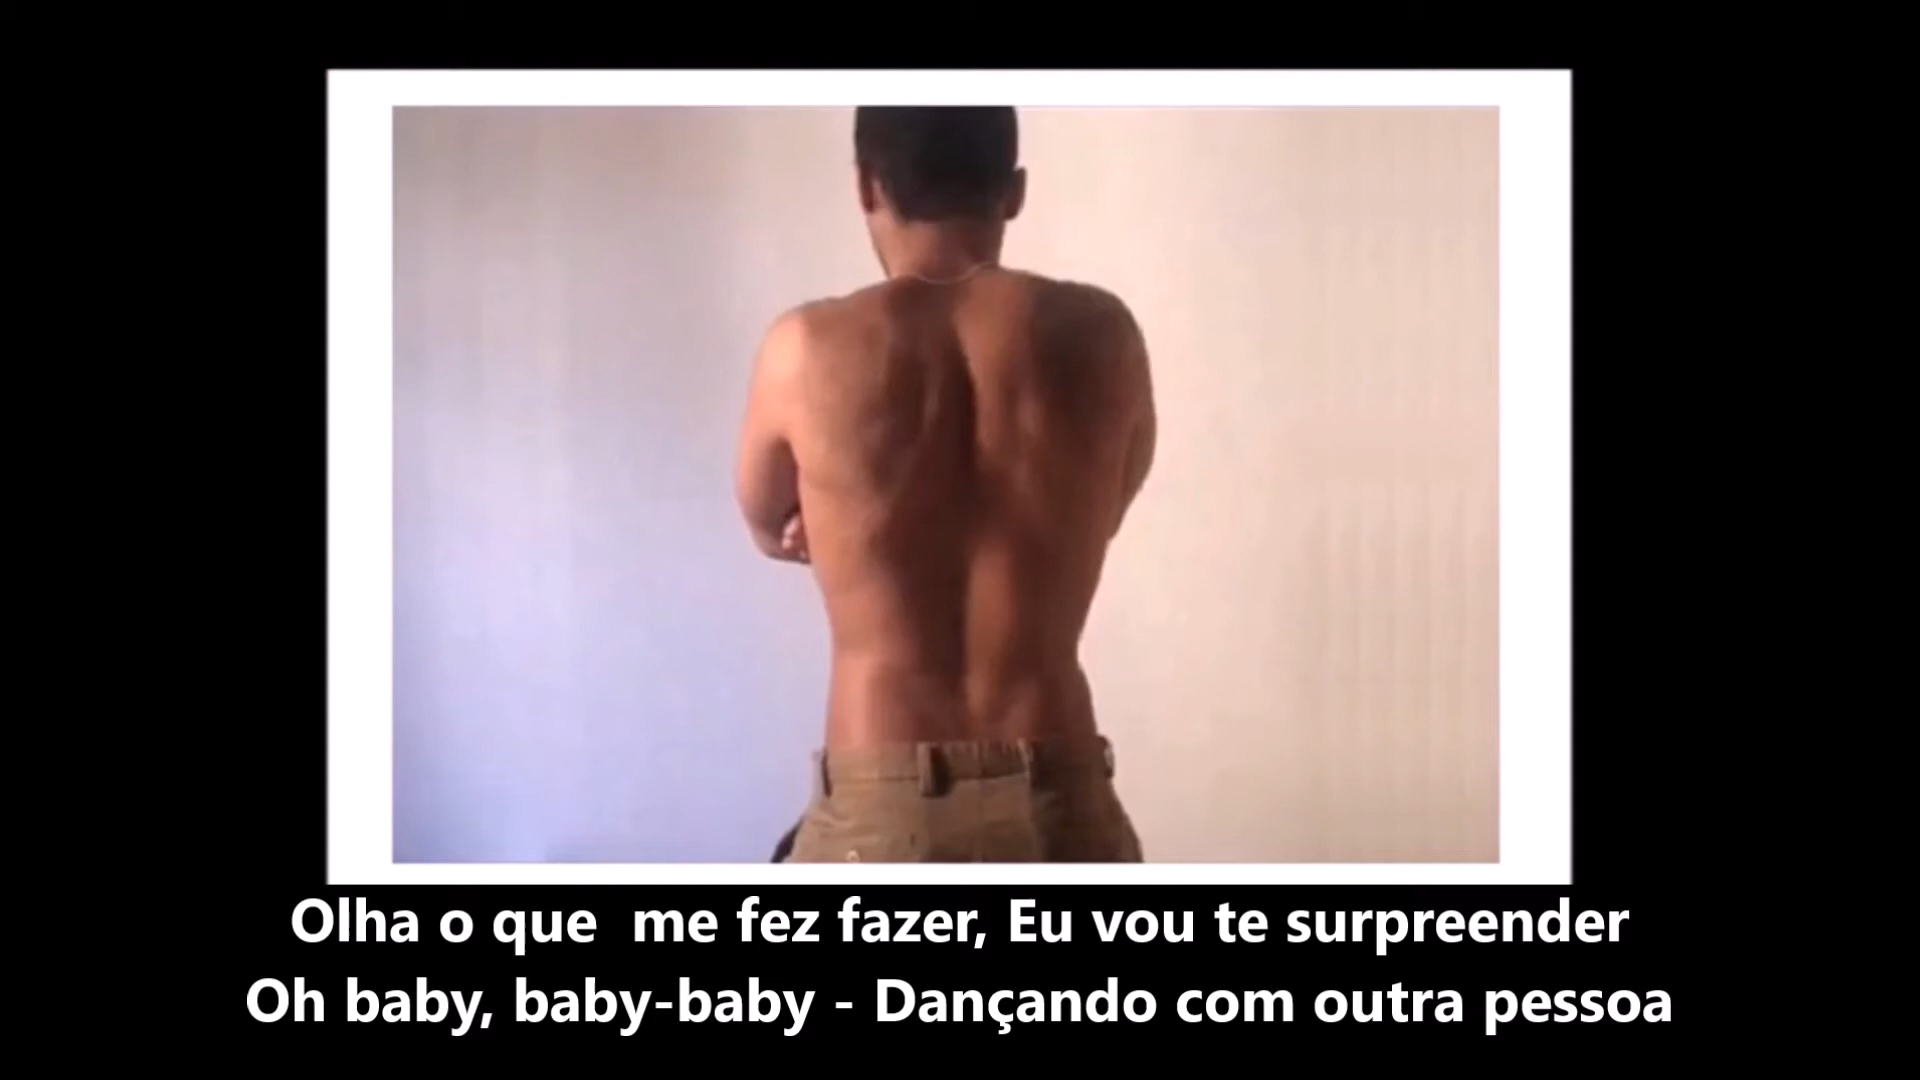 Olha o que  me fez fazer, Eu vou te surpreender
Oh baby, baby-baby - Dançando com outra pessoa